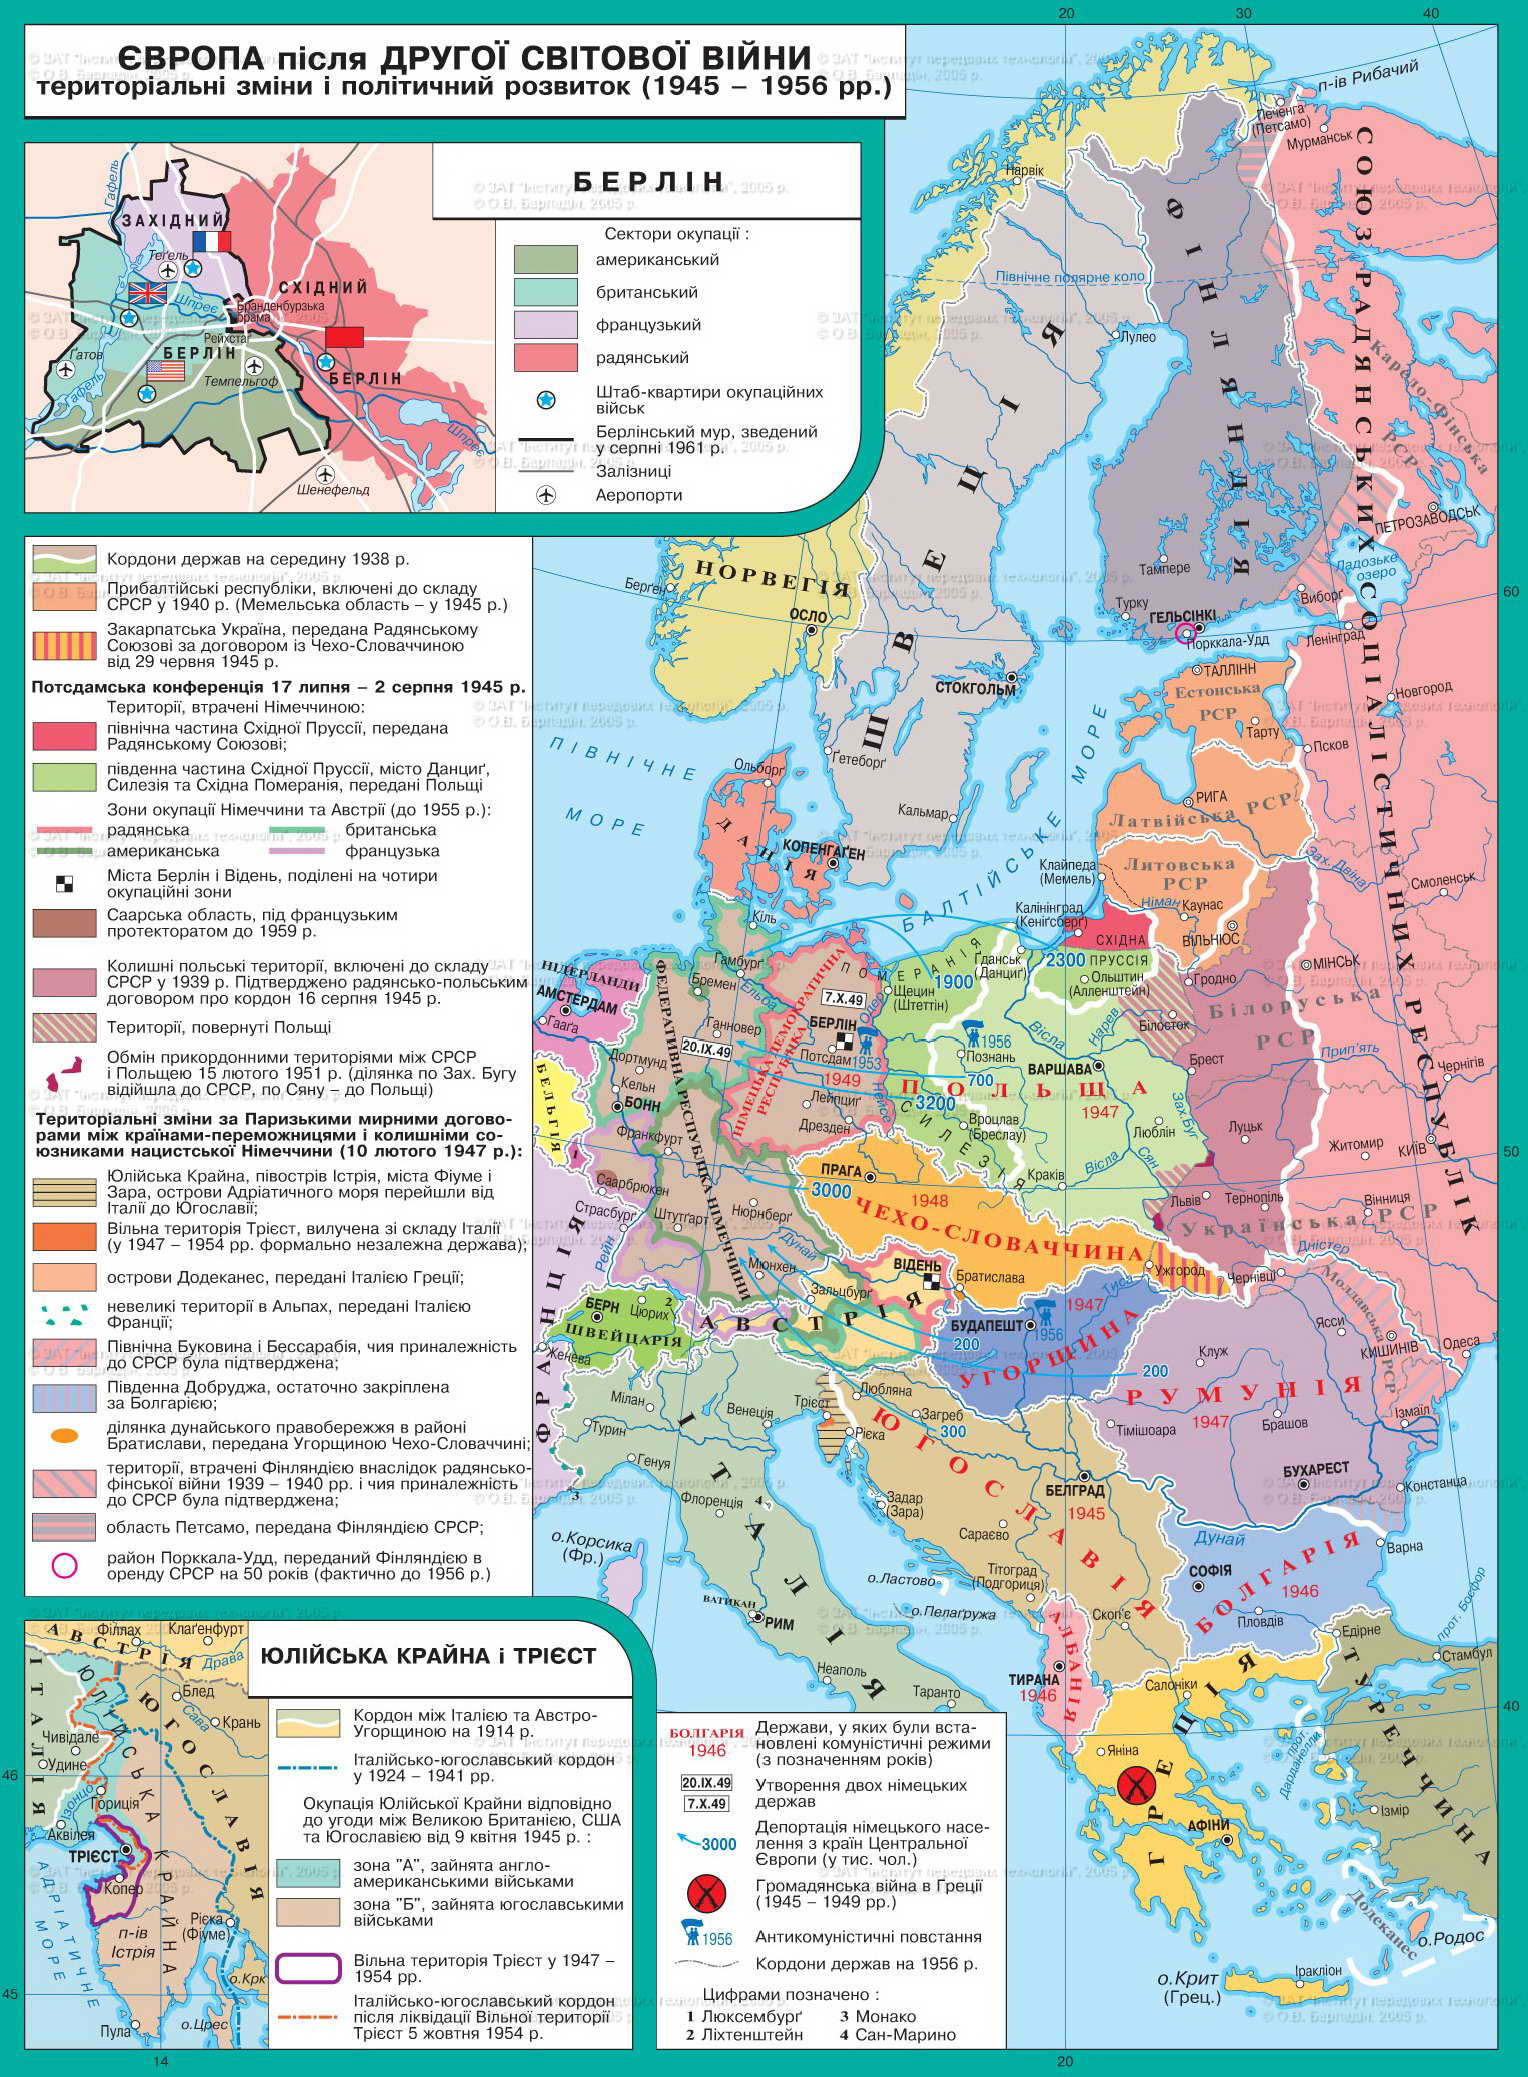 ЄВРОПА після ДРУГОЇ СВІТОВОЇ ВІЙНИ
територіальні зміни і політичний розвиток (1945 – 1956 рр.)
БЕРЛІН
Сектори окупації :
американський
британський
французький
радянський
Штаб-квартири окупаційних
військ
Берлінський мур, зведений
у серпні 1961 р.
Залізниці
Аеропорти
Гафель
ЗАХІДНИЙ
Тегель
Шпрее
СХІДНИЙ
Бранденбурзька
брама
Рейхстаґ
БЕРЛІН
Ґатов
Гафель
Темпельгоф
БЕРЛІН
Шпрее
Шенефельд
Кордони держав на середину 1938 р.
Прибалтійські республіки, включені до складу
СРСР у 1940 р. (Мемельська область – у 1945 р.)
Закарпатська Україна, передана Радянському
Союзові за договором із Чехо-Словаччиною
від 29 червня 1945 р.
Потсдамська конференція 17 липня – 2 серпня 1945 р.
Території, втрачені Німеччиною:
північна частина Східної Пруссії, передана
Радянському Союзові;
південна частина Східної Пруссії, місто Данциґ,
Силезія та Східна Померанія, передані Польщі
Зони окупації Німеччини та Австрії (до 1955 р.):
радянська
британська
американська
французька
Міста Берлін і Відень, поділені на чотири
окупаційні зони
Саарська область, під французьким
протекторатом до 1959 р.
Колишні польські території, включені до складу
СРСР у 1939 р. Підтверджено радянсько-польським
договором про кордон 16 серпня 1945 р.
Території, повернуті Польщі
Обмін прикордонними територіями між СРСР
і Польщею 15 лютого 1951 р. (ділянка по Зах. Бугу
відійшла до СРСР, по Сяну – до Польщі)
Територіальні зміни за Паризькими мирними догово-
рами між країнами-переможницями і колишніми со-
юзниками нацистської Німеччини (10 лютого 1947 р.):
Юлійська Крайна, півострів Істрія, міста Фіуме і
Зара, острови Адріатичного моря перейшли від
Італії до Югославії;
Вільна територія Трієст, вилучена зі складу Італії
(у 1947 – 1954 рр. формально незалежна держава);
острови Додеканес, передані Італією Греції;
невеликі території в Альпах, передані Італією
Франції;
Північна Буковина і Бессарабія, чия приналежність
до СРСР була підтверджена;
Південна Добруджа, остаточно закріплена
за Болгарією;
ділянка дунайського правобережжя в районі
Братислави, передана Угорщиною Чехо-Словаччині;
території, втрачені Фінляндією внаслідок радянсько-
фінської війни 1939 – 1940 рр. і чия приналежність
до СРСР була підтверджена;
область Петсамо, передана Фінляндією СРСР;
район Порккала-Удд, переданий Фінляндією в
оренду СРСР на 50 років (фактично до 1956 р.)
ЮЛІЙСЬКА КРАЙНА і ТРІЄСТ
Кордон між Італією та Австро-
Угорщиною на 1914 р.
Італійсько-югославський кордон
у 1924 – 1941 рр.
Окупація Юлійської Крайни відповідно
до угоди між Великою Британією, США
та Югославією від 9 квітня 1945 р. :
зона "А", зайнята англо-
американськими військами
зона "Б", зайнята югославськими
військами
Вільна територія Трієст у 1947 –
1954 рр.
Італійсько-югославський кордон
після ліквідації Вільної території
Трієст 5 жовтня 1954 р.
АВСТРІЯ
Філлах
Клаґенфурт
Драва
ІТАЛІЯ
ЮЛІЙСЬКА КРАЙНА
ЮГОСЛАВІЯ
Блед
Сава
Крань
Чивідале
Удине
Ізонцо
Гориція
Аквілея
ТРІЄСТ
Копер
п-ів
Істрія
Рієка
(Фіуме)
о.Крк
о.Црес
Пула
АДРІАТИЧНЕ
МОРЕ
46
45
14
БОЛГАРІЯ
1946
Держави, у яких були вста-
новлені комуністичні режими
(з позначенням років)
20.IX.49
7.X.49
Утворення двох німецьких
держав
3000
Депортація німецького насе-
лення з країн Центральної
Європи (у тис. чол.)
Громадянська війна в Греції
(1945 – 1949 рр.)
1956
Антикомуністичні повстання
Кордони держав на 1956 р.
Цифрами позначено :
1 Люксембурґ
3 Монако
2 Ліхтенштейн
4 Сан-Марино
20
30
40
60
50
40
20
п-ів Рибачий
Печенга
(Петсамо)
Мурманськ
Нарвік
Північне полярне коло
Лулео
СОЮЗ РАДЯНСЬКИХ СОЦІАЛІСТИЧНИХ РЕСПУБЛІК
ФІНЛЯНДІЯ
ШВЕЦІЯ
НОРВЕГІЯ
Карело-Фінська
РСР
ПЕТРОЗАВОДСЬК
Ладозьке
озеро
Тампере
Виборґ
Турку
ГЕЛЬСІНКІ
Порккала-Удд
Ленінград
Берген
ОСЛО
СТОКГОЛЬМ
ТАЛЛІНН
Естонська
РСР
Тарту
Новгород
Псков
Гетеборґ
ПІВНІЧНЕ
МОРЕ
Ольборґ
Кальмар
ДАНІЯ
КОПЕНГАГЕН
БАЛТІЙСЬКЕ МОРЕ
РИГА
Латвійська РСР
Клайпеда
(Мемель)
Литовська
РСР
Зах. Двіна
Смоленськ
Німан
Каунас
ВІЛЬНЮС
Калінінград
(Кеніґсберґ)
СХІДНА
ПРУССІЯ
2300
Кіль
Гамбурґ
ПОМЕРАНІЯ
1900
Гданськ
(Данциґ)
Ольштин
(Алленштейн)
Гродно
МІНСЬК
Білоруська
РСР
НІДЕРЛАНДИ
АМСТЕРДАМ
Гаага
Бремен
Ельба
Щецин
(Штеттін)
Одер
7.X.49
БЕРЛІН
Потсдам
1953
1949
НІМЕЦЬКА ДЕМОКРАТИЧНА
РЕСПУБЛІКА
ФЕДЕРАТИВНА РЕСПУБЛІКА НІМЕЧЧИНИ
20.IX.49
Ганновер
Дортмунд
Кельн
БОНН
Франкфурт
БЕЛЬГІЯ
1
Лейпциґ
Дрезден
Нейсе
1956
Познань
700
3200
ПОЛЬЩА
1947
Вісла
Нарев
ВАРШАВА
Білосток
Брест
Прип'ять
Чернігів
Зах.Буг
Люблін
Вроцлав
(Бреслау)
СИЛЕЗІЯ
Луцьк
Житомир
КИЇВ
Краків
Вісла
Сян
Львів
Тернопіль
Вінниця
Українська РСР
Дністер
ПРАГА
3000
1948
ЧЕХО-СЛОВАЧЧИНА
Саарбрюкен
Страсбурґ
Штутґарт
Нюрнберґ
Рейн
Дунай
Мюнхен
Зальцбурґ
ВІДЕНЬ
Братислава
Ужгород
Чернівці
Тиса
Молдавська
РСР
БЕРН
2
Цюрих
ШВЕЙЦАРІЯ
Женева
АВСТРІЯ
ФРАНЦІЯ
БУДАПЕШТ
1956
1947
УГОРЩИНА
200
200
300
Клуж
РУМУНІЯ
1947
Ясси
КИШИНІВ
Одеса
Ізмаїл
Тімішоара
Брашов
БУХАРЕСТ
Констанца
Мілан
Турин
Генуя
Венеція
Трієст
Любляна
Загреб
Рієка
3
ІТАЛІЯ
Флоренція
4
Задар
(Зара)
ЮГОСЛАВІЯ
1945
БЕЛГРАД
Сараєво
Тітоград
(Подгориця)
о.Корсика
(Фр.)
ВАТИКАН
РИМ
Неаполь
Таранто
о.Ластово
о.Пелагружа
Дунай
СОФІЯ
БОЛГАРІЯ
1946
Варна
Пловдив
Скоп'є
АЛБАНІЯ
ТИРАНА
1946
Едірне
прот. Босфор
Стамбул
Салоніки
прот.
Дарданелли
ГРЕЦІЯ
Яніна
АФІНИ
Ізмір
ТУРЕЧЧИНА
Додеканес
о.Родос
о.Крит
(Грец.)
Іракліон
© ЗАТ "Інститут передових технологій", 2005 р.
© О.В. Барладін, 2005 р.